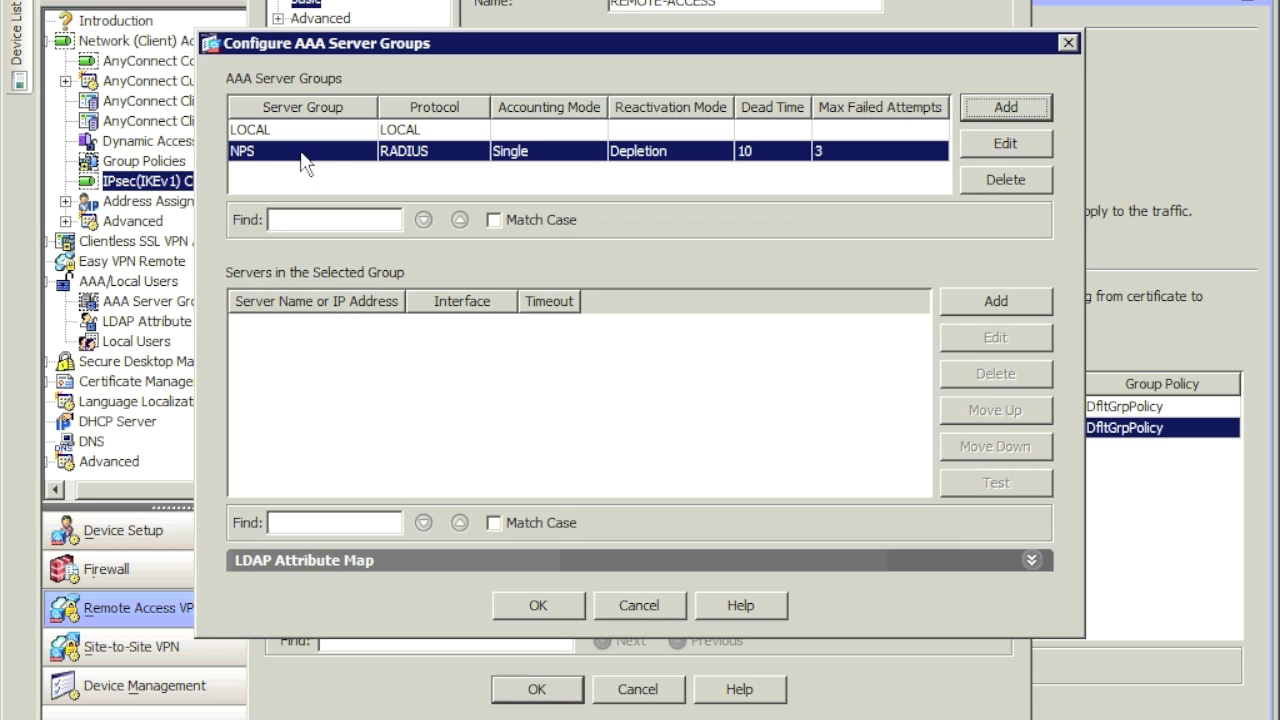 Device List
Introduction
Network (Client) Ac
AnyConnect Co
AnyConnect Cu
AnyConnect Cli
AnyConnect Cli
Dynamic Access
Group Policies
IPsec(IKEv1) C
Address Assign
Advanced
Clientless SSL VPN A
Easy VPN Remote
AAA/Local Users
AAA Server Gro
LDAP Attribute
Local Users
Secure Desktop Ma
Certificate Manage
Language Localizat
DHCP Server
DNS
Advanced
Device Setup
Firewall
Remote Access VP
Site-to-Site VPN
Device Management
Basic
Advanced
Name:
REMOTE-ACCESS
Configure AAA Server Groups
AAA Server Groups
Server Group Protocol Accounting Mode Reactivation Mode Dead Time Max Failed Attempts
LOCAL LOCAL
NPS RADIUS Single Depletion 10 3
Add
Edit
Delete
Find: Match Case
Servers in the Selected Group
Server Name or IP Address Interface Timeout
Add
Edit
Delete
Move Up
Move Down
Test
Find: Match Case
LDAP Attribute Map
OK Cancel Help
Find: Next Previous
OK Cancel Help
pply to the traffic.
g from certificate to
Group Policy
DfltGrpPolicy
DfltGrpPolicy